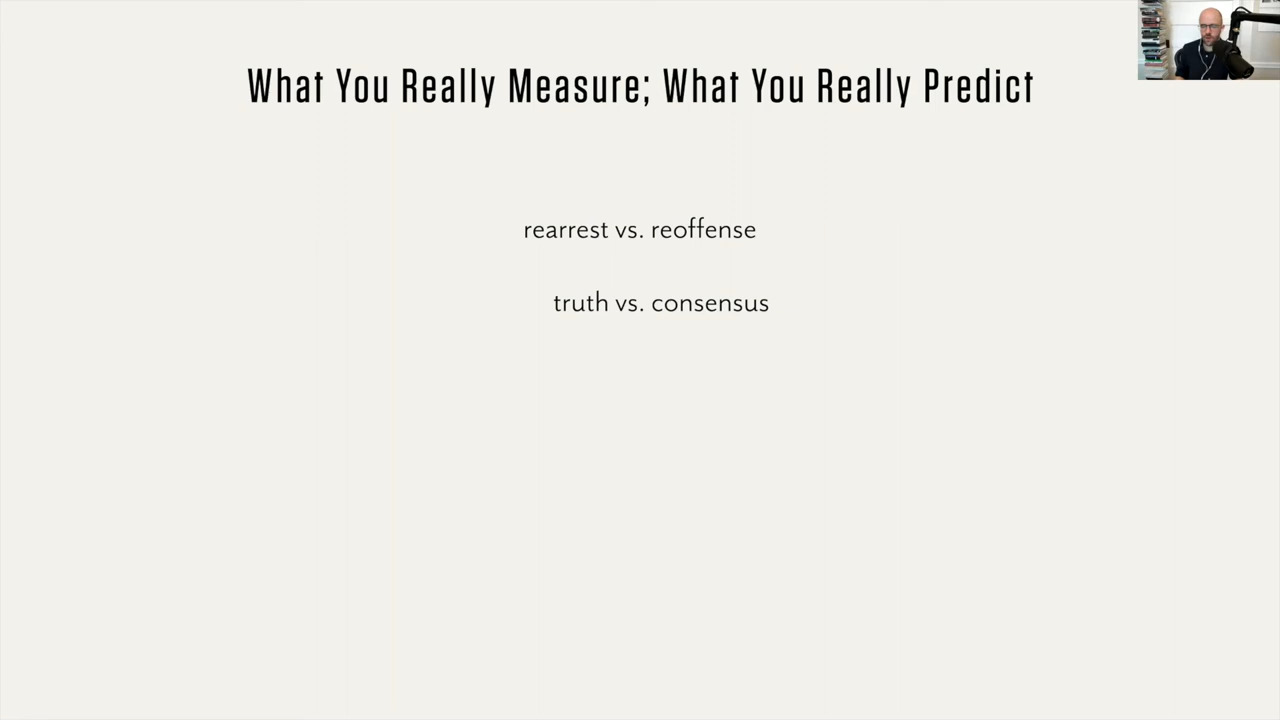 What You Really Measure; What You Really Predict
rearrest vs. reoffense
truth vs. consensus